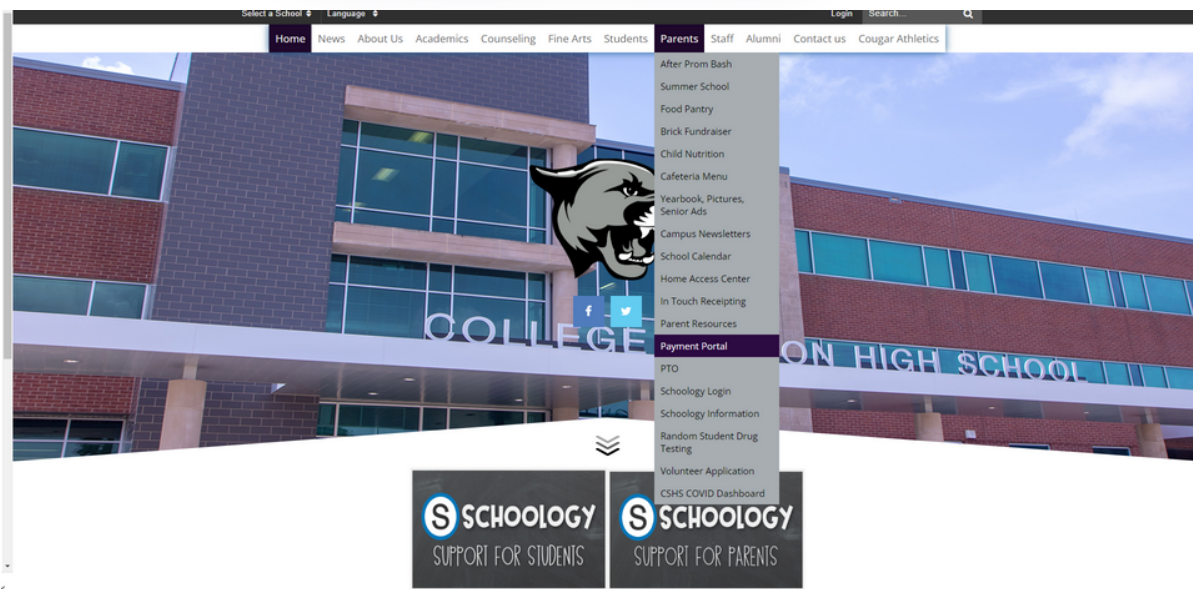 Select a School Language Login Search...
Home News About Us Academics Counseling Fine Arts Students Parents Staff Alumni Contact us Cougar Athletics
After Prom Bash
Summer School
Food Pantry
Brick Fundraiser
Child Nutrition
Cafeteria Menu
Yearbook, Pictures,
Senior Ads
Campus Newsletters
School Calendar
Home Access Center
In Touch Receipting
Parent Resources
Payment Portal
PTO
Schoology Login
Schoology Information
Random Student Drug
Testing
Volunteer Application
CSHS COVID Dashboard
f
COLLEGE ON HIGH SCHOOL
S SCHOOLOGY
SUPPORT FOR STUDENTS
S SCHOOLOGY
SUPPORT FOR PARENTS